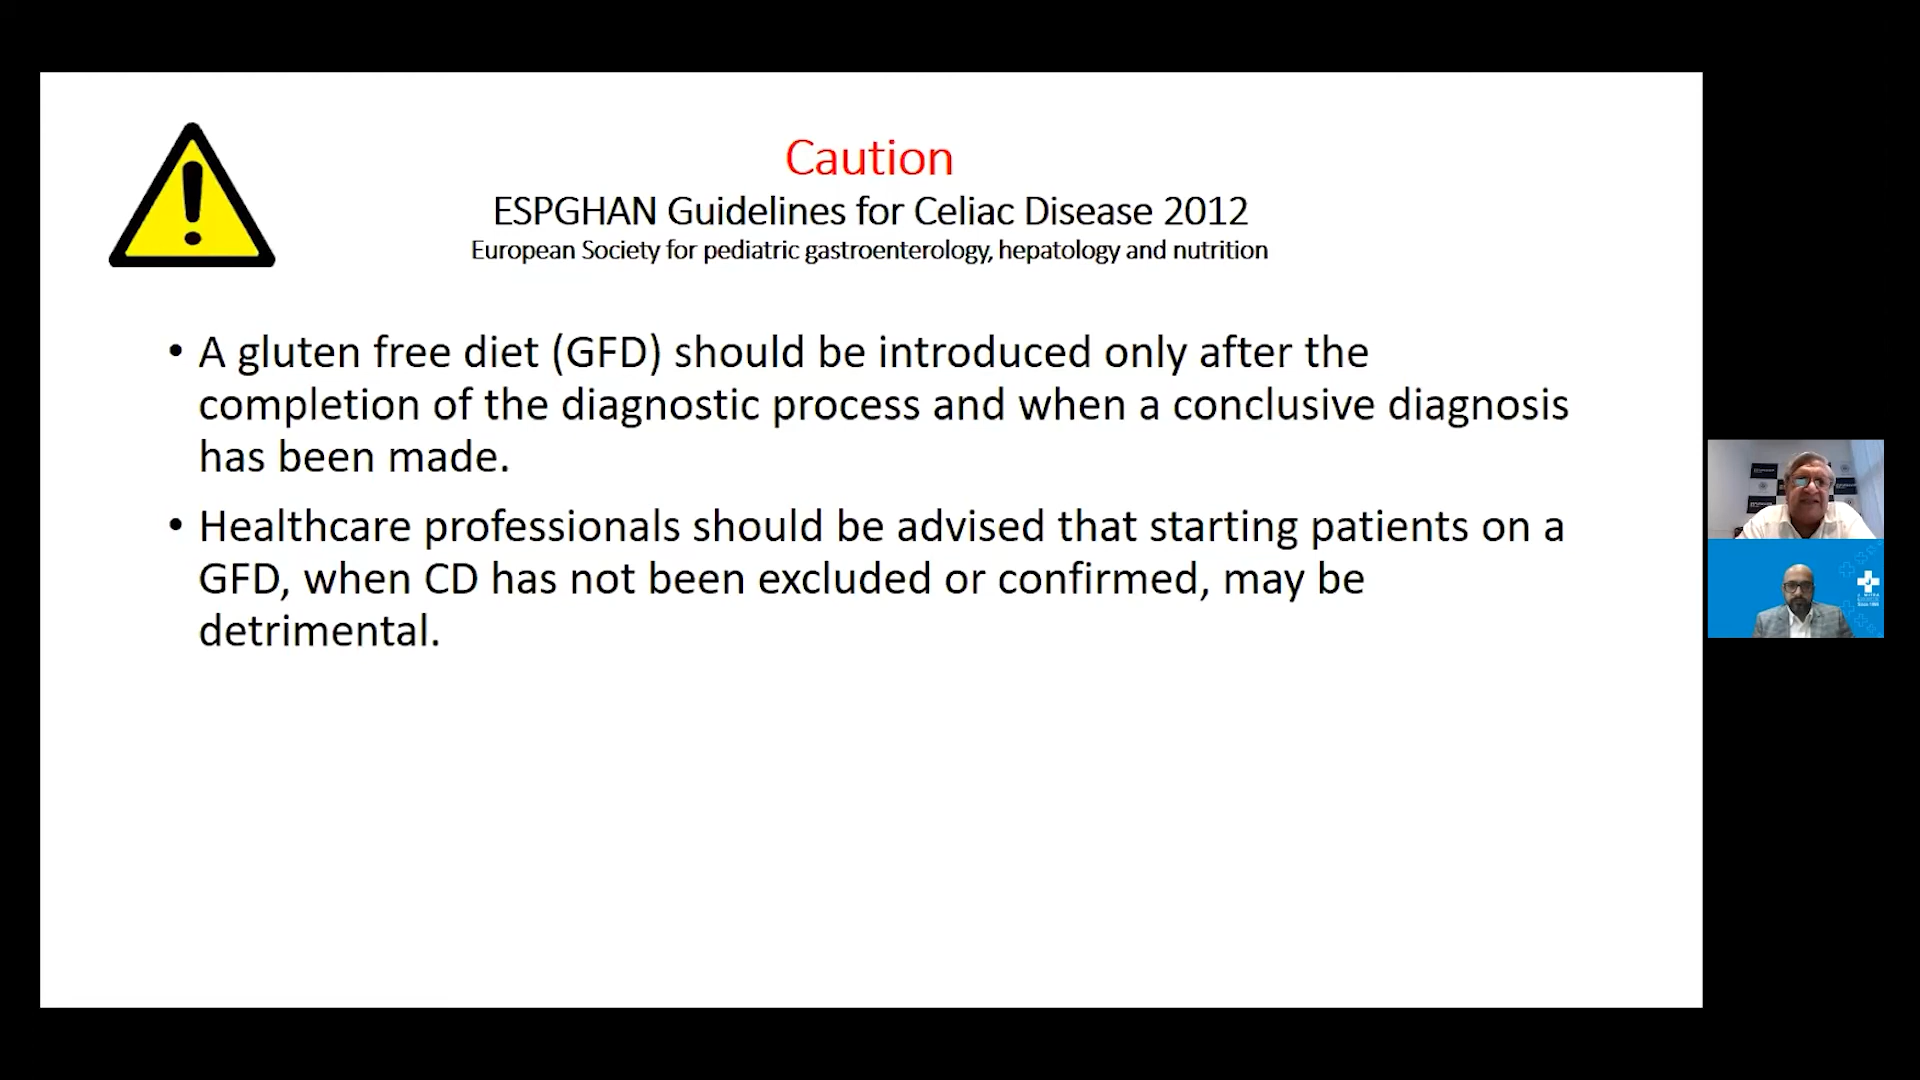 Caution
ESPGHAN Guidelines for Celiac Disease 2012
European Society for pediatric gastroenterology, hepatology and nutrition
• A gluten free diet (GFD) should be introduced only after the
completion of the diagnostic process and when a conclusive diagnosis
has been made.
• Healthcare professionals should be advised that starting patients on a
GFD, when CD has not been excluded or confirmed, may be
detrimental.